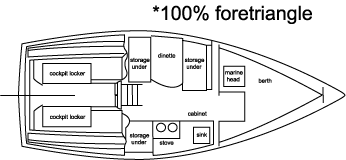 *100% foretriangle
cockpit locker
storage
under
dinette
storage
under
marine
head
berth
cockpit locker
cabinet
storage
under
stove
sink